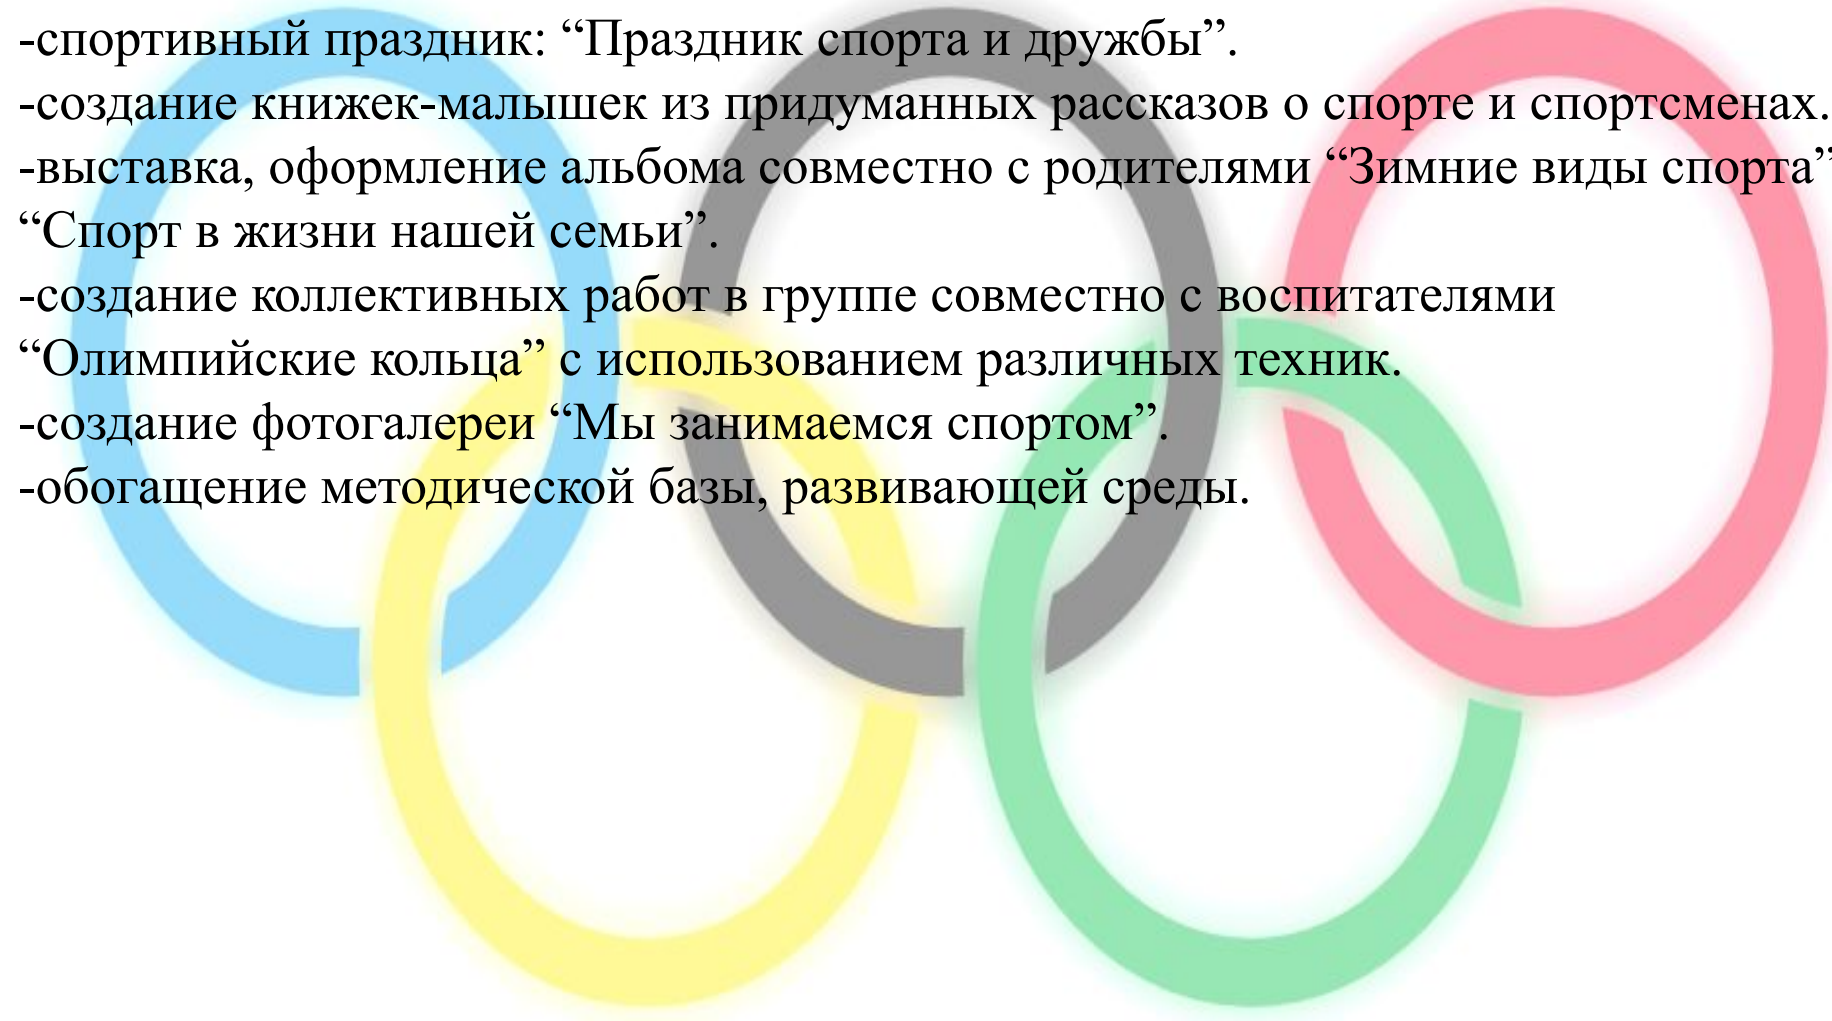 -спортивный праздник: “Праздник спорта и дружбы”.
-создание книжек-малышек из придуманных рассказов о спорте и спортсменах.
-выставка, оформление альбома совместно с родителями “Зимние виды спорта”
“Спорт в жизни нашей семьи”.
-создание коллективных работ в группе совместно с воспитателями
“Олимпийские кольца” с использованием различных техник.
-создание фотогалереи “Мы занимаемся спортом”.
-обогащение методической базы, развивающей среды.